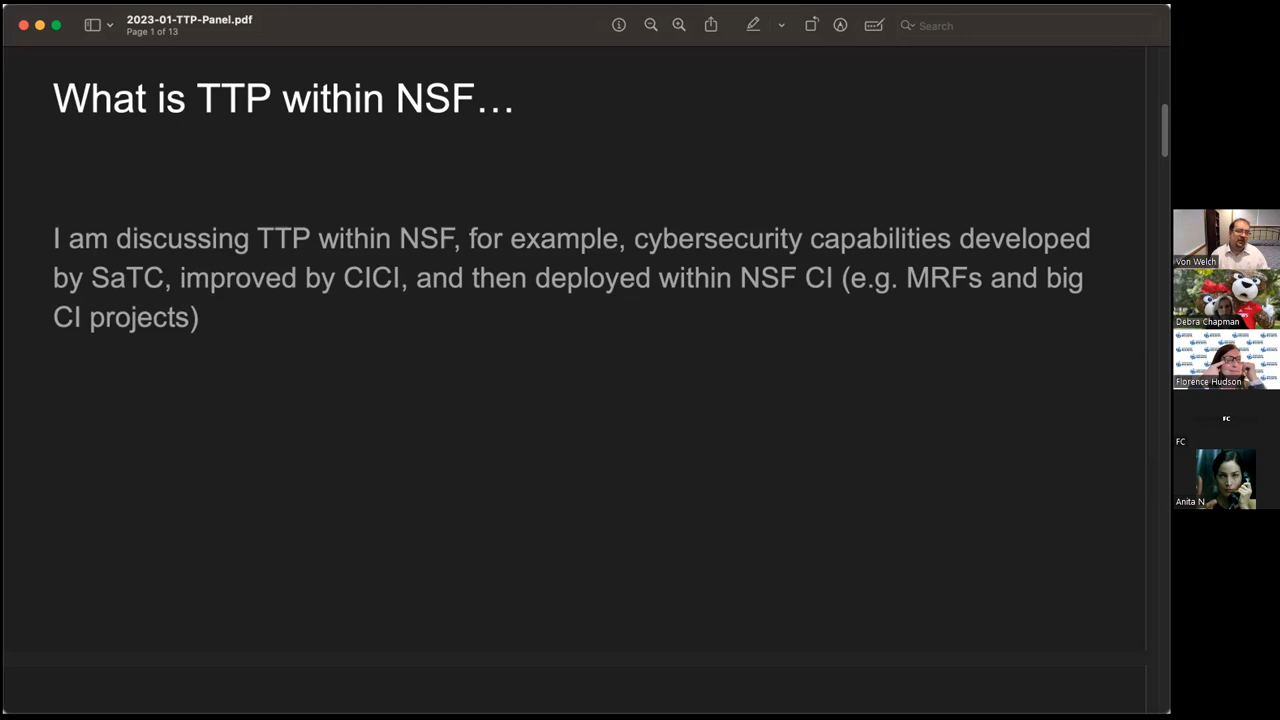 2023-01-TTP-Panel.pdf
Page 1 of 13
Search
What is TTP within NSF…
I am discussing TTP within NSF, for example, cybersecurity capabilities developed
by SaTC, improved by CICI, and then deployed within NSF CI (e.g. MRFs and big
CI projects)
Von Welch
Debra Chapman
Florence Hudson
FC
FC
Anita N